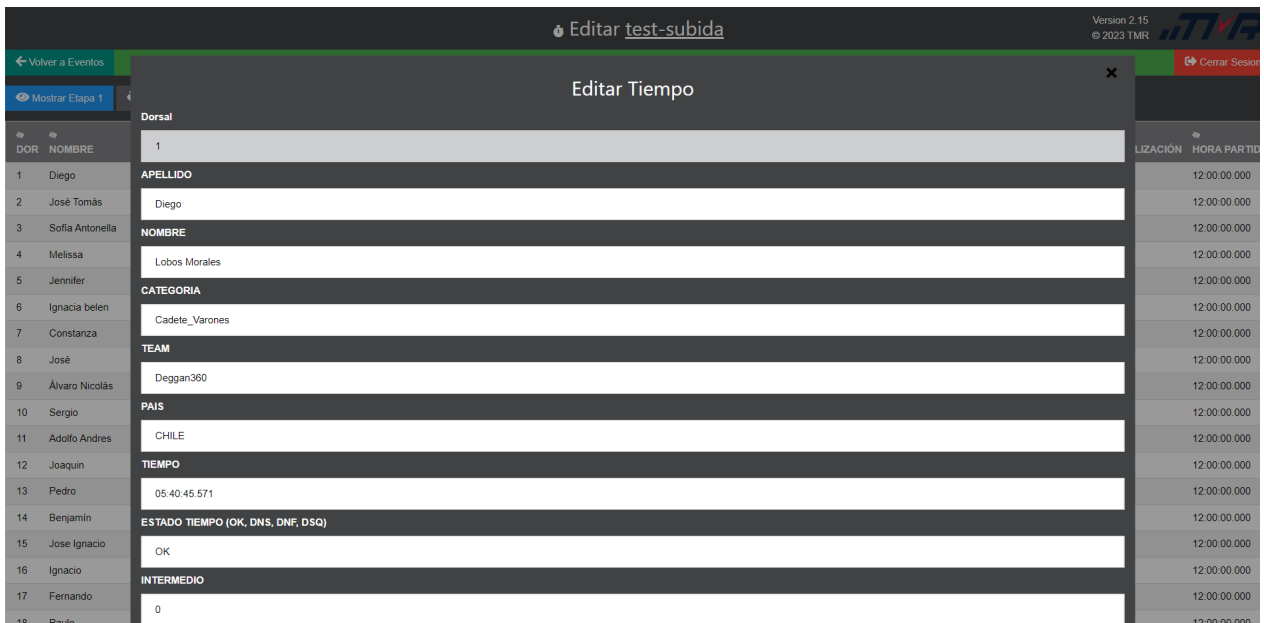 Editar test-subida
Version 2.15
© 2023 TMR
TMR
Volver a Eventos
Cerrar Sesion
Mostrar Etapa 1
Editar Tiempo
DOR NOMBRE
LIZACIÓN HORA PARTID
Dorsal
1
APELLIDO
Diego
NOMBRE
Lobos Morales
CATEGORIA
Cadete_Varones
TEAM
Deggan360
PAIS
CHILE
TIEMPO
05:40:45.571
ESTADO TIEMPO (OK, DNS, DNF, DSQ)
OK
INTERMEDIO
0
1 Diego 12:00:00.000
2 José Tomás 12:00:00.000
3 Sofía Antonella 12:00:00.000
4 Melissa 12:00:00.000
5 Jennifer 12:00:00.000
6 Ignacia belen 12:00:00.000
7 Constanza 12:00:00.000
8 José 12:00:00.000
9 Álvaro Nicolás 12:00:00.000
10 Sergio 12:00:00.000
11 Adolfo Andres 12:00:00.000
12 Joaquin 12:00:00.000
13 Pedro 12:00:00.000
14 Benjamín 12:00:00.000
15 Jose Ignacio 12:00:00.000
16 Ignacio 12:00:00.000
17 Fernando 12:00:00.000
18 Paulo 12:00:00.000